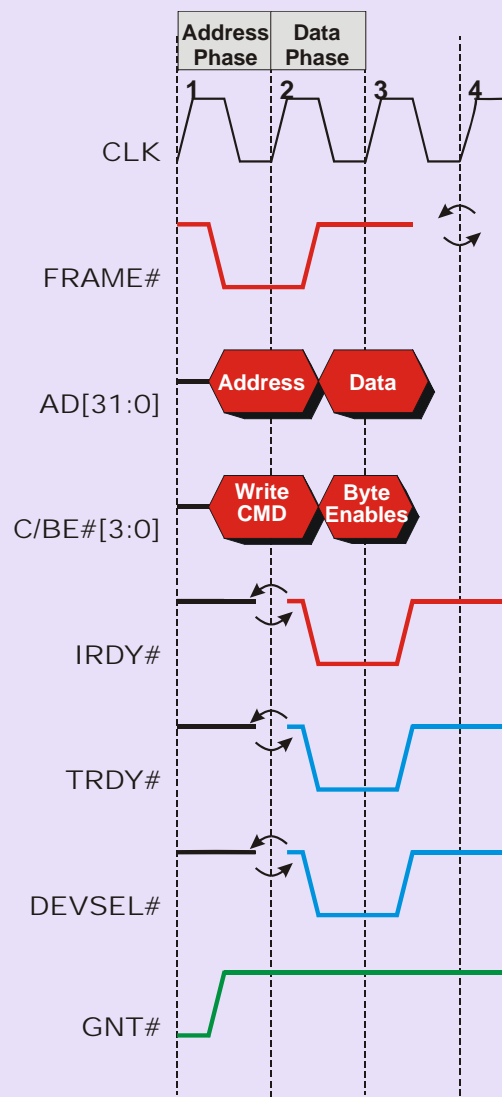 Address
Phase
Data
Phase
1
2
3
4
CLK
FRAME#
AD[31:0]
Address
Data
C/BE#[3:0]
Write
CMD
Byte
Enables
IRDY#
TRDY#
DEVSEL#
GNT#